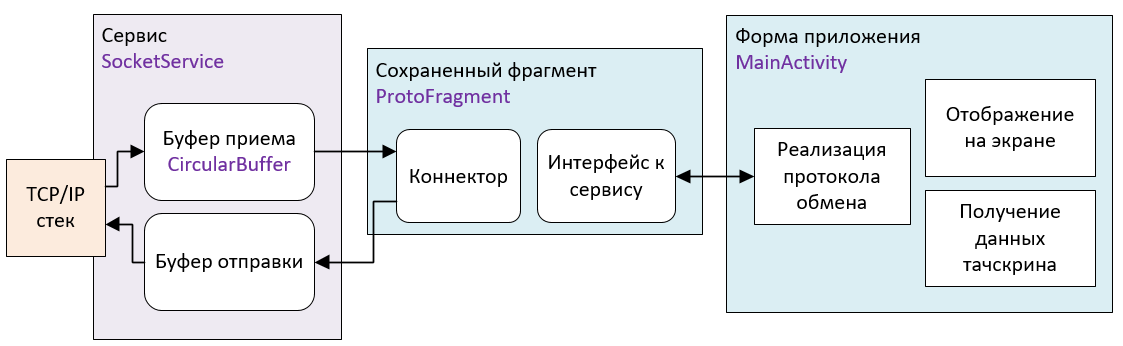 Сервис
SocketService
Буфер приема
CircularBuffer
TCP/IP
стек
Буфер отправки
Сохраненный фрагмент
ProtoFragment
Коннектор
Интерфейс к
сервису
Форма приложения
MainActivity
Реализация
протокола
обмена
Отображение
на экране
Получение
данных
тачскрина